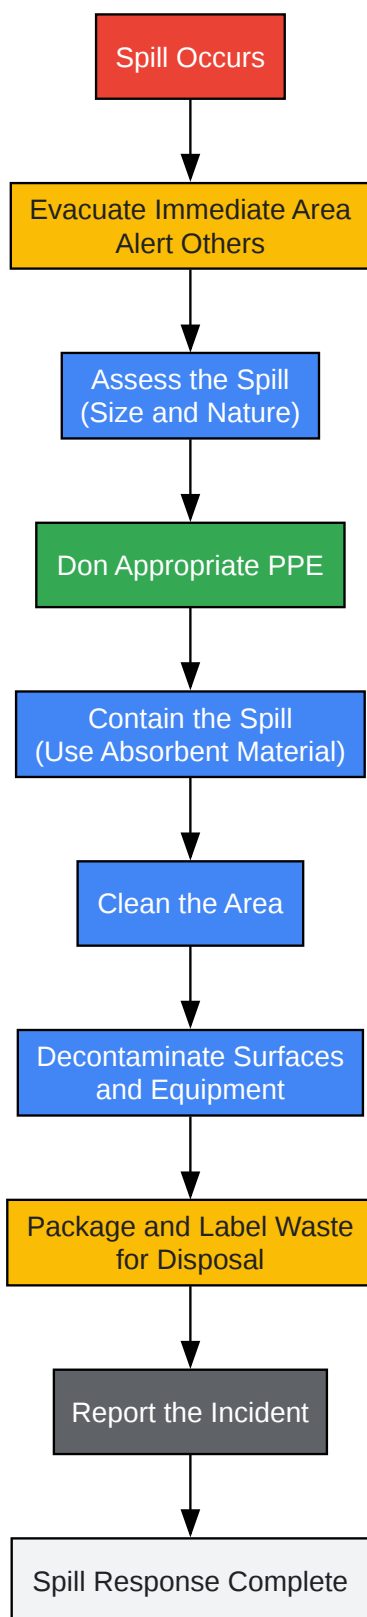 Spill Occurs
Evacuate Immediate Area
Alert Others
Assess the Spill
(Size and Nature)
Don Appropriate PPE
Contain the Spill
(Use Absorbent Material)
Clean the Area
Decontaminate Surfaces
and Equipment
Package and Label Waste
for Disposal
Report the Incident
Spill Response Complete